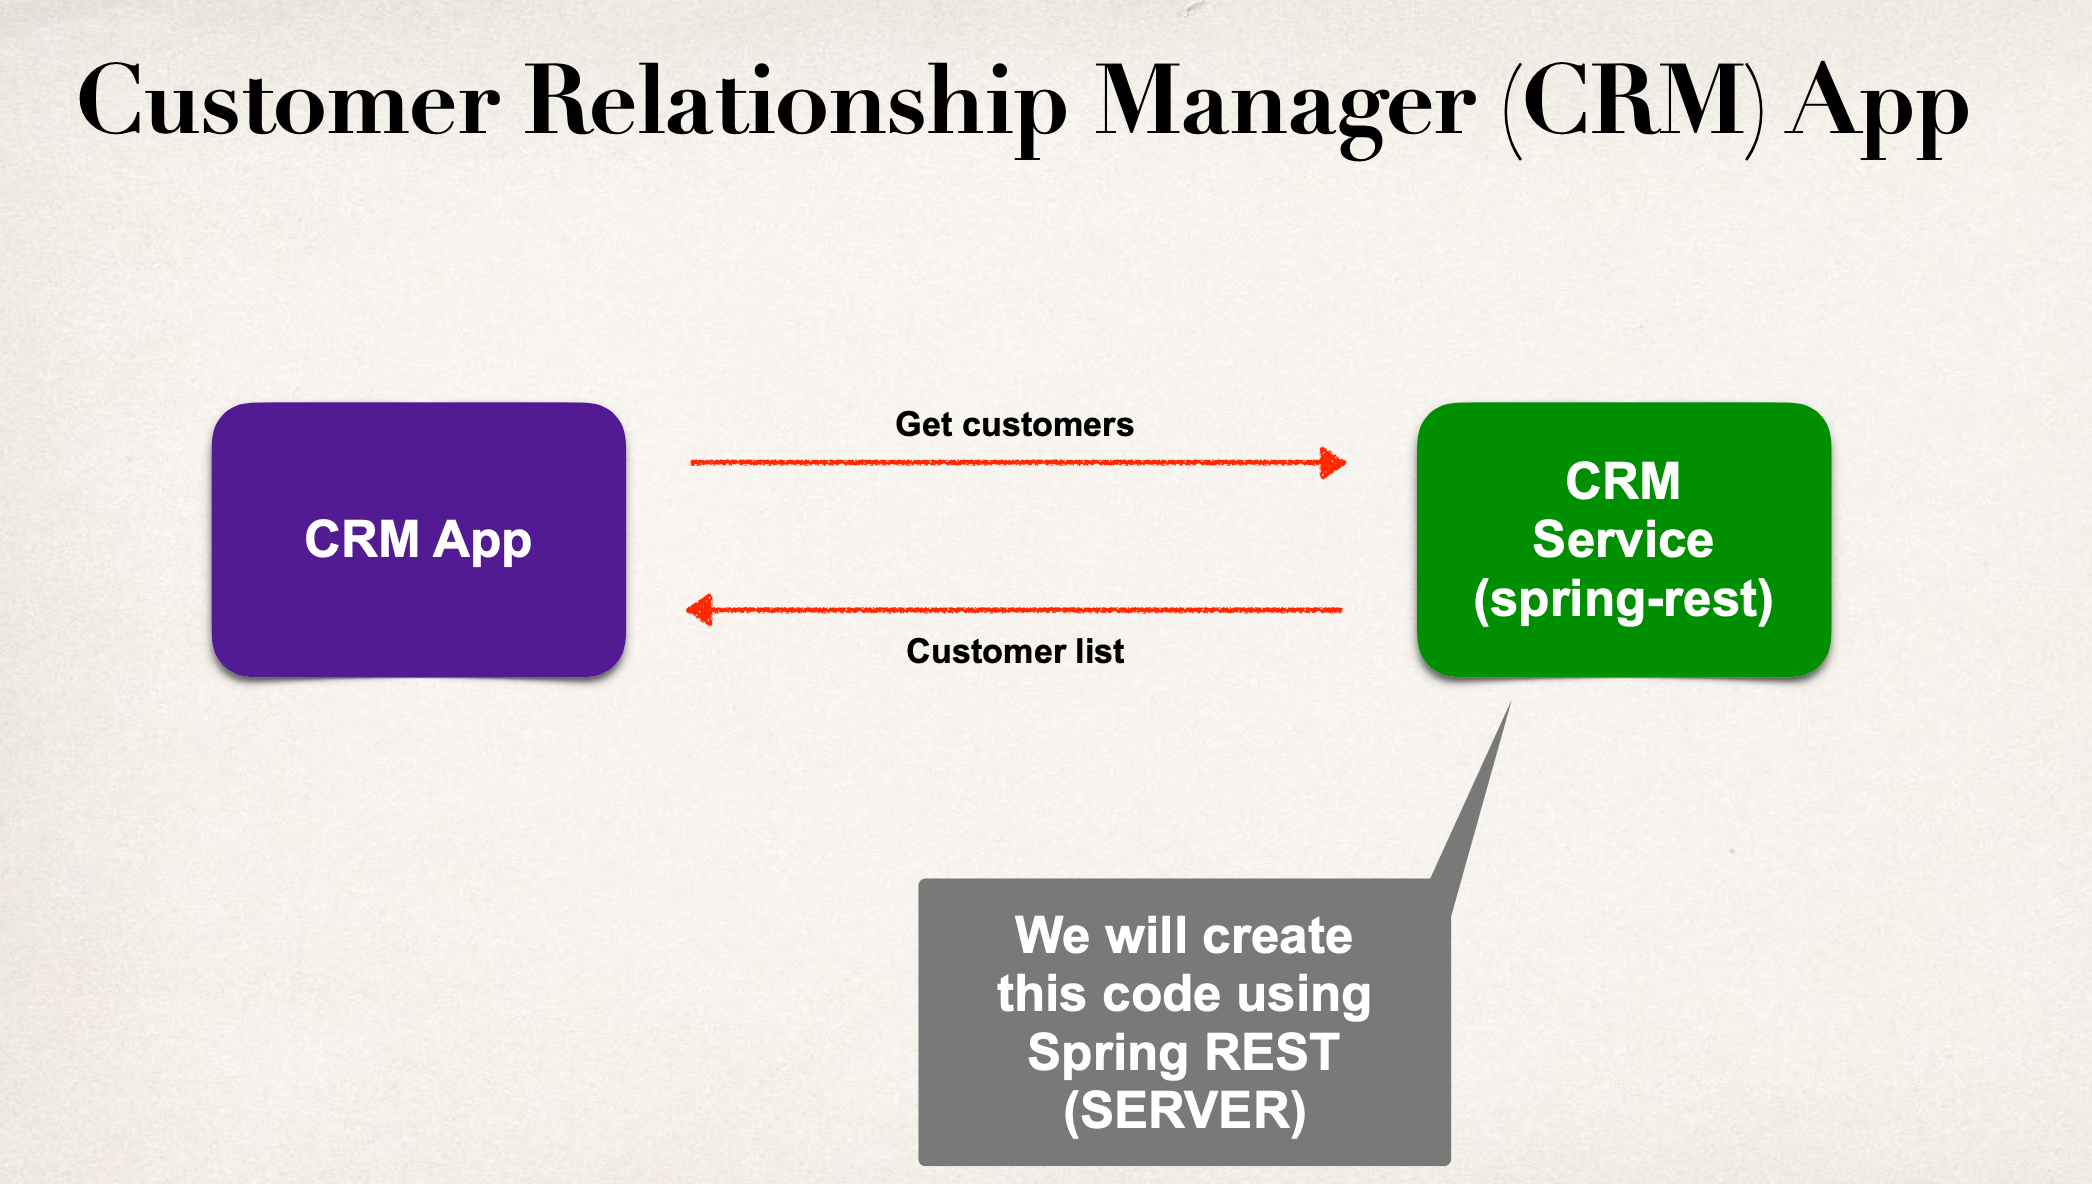 Customer Relationship Manager (CRM) App
Get customers
CRM App
CRM
Service
(spring-rest)
Customer list
We will create
this code using
Spring REST
(SERVER)